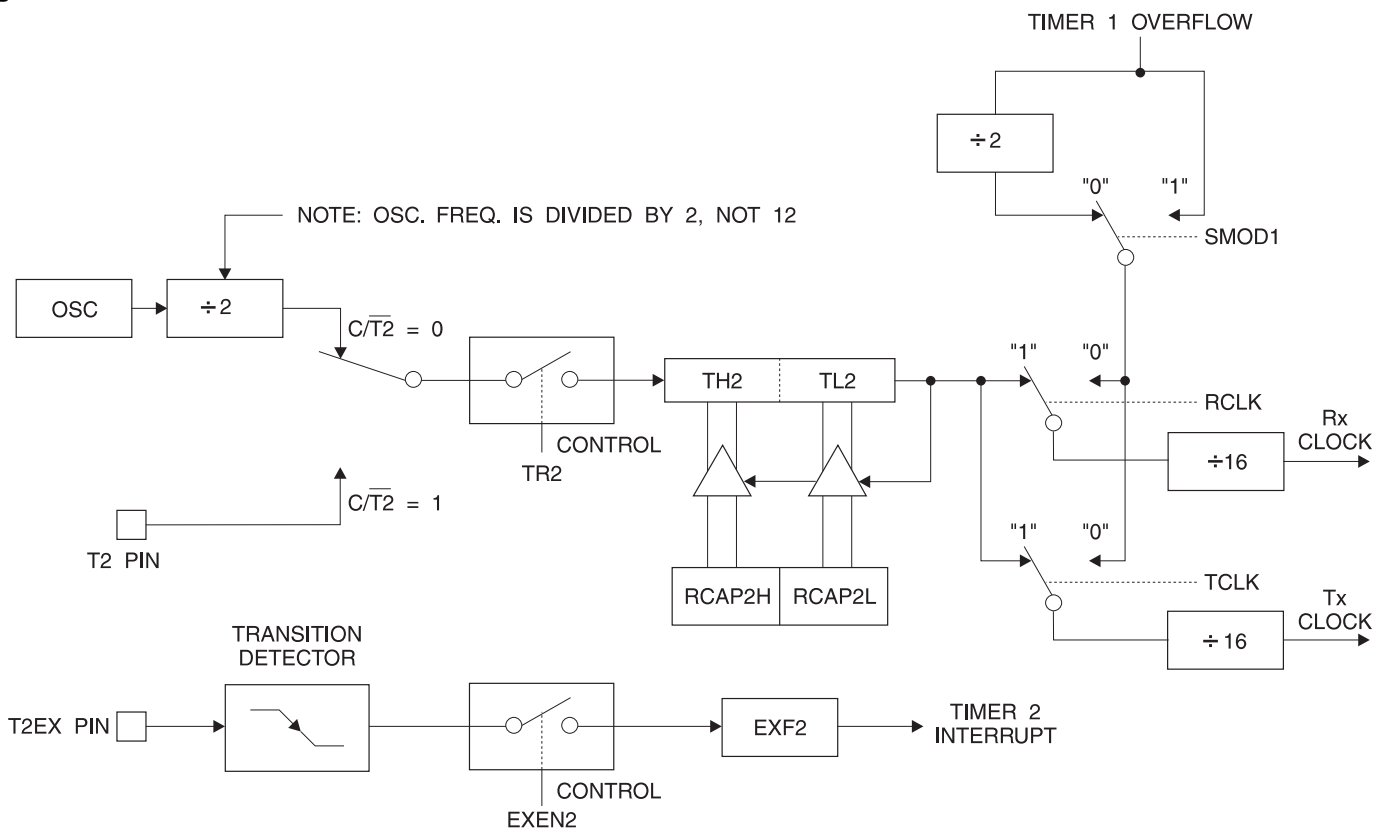 TIMER 1 OVERFLOW
÷2
"0" "1"
NOTE: OSC. FREQ. IS DIVIDED BY 2, NOT 12
SMOD1
OSC
÷2
C/T̅2̅ = 0
"1" "0"
TH2 TL2
RCLK
Rx
CLOCK
CONTROL
TR2
÷16
C/T̅2̅ = 1
"1" "0"
T2 PIN
RCAP2H RCAP2L
TCLK
Tx
CLOCK
÷16
TRANSITION
DETECTOR
T2EX PIN
EXF2
TIMER 2
INTERRUPT
CONTROL
EXEN2